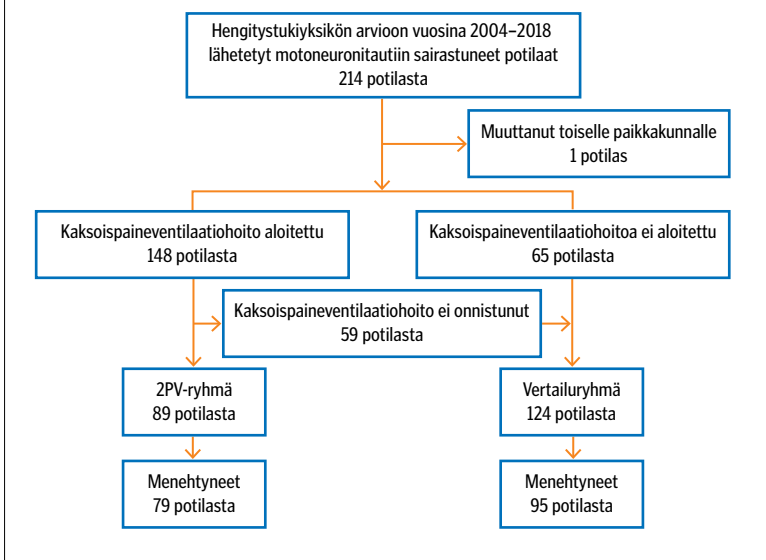 Hengitystukiyksikön arvioon vuosina 2004–2018
lähetetyt motoneuronitautiin sairastuneet potilaat
214 potilasta
Muuttanut toiselle paikkakunnalle
1 potilas
Kaksoispaineventilaatiohoito aloitettu
148 potilasta
Kaksoispaineventilaatiohoitoa ei aloitettu
65 potilasta
Kaksoispaineventilaatiohoito ei onnistunut
59 potilasta
2PV-ryhmä
89 potilasta
Vertailuryhmä
124 potilasta
Menehtyneet
79 potilasta
Menehtyneet
95 potilasta